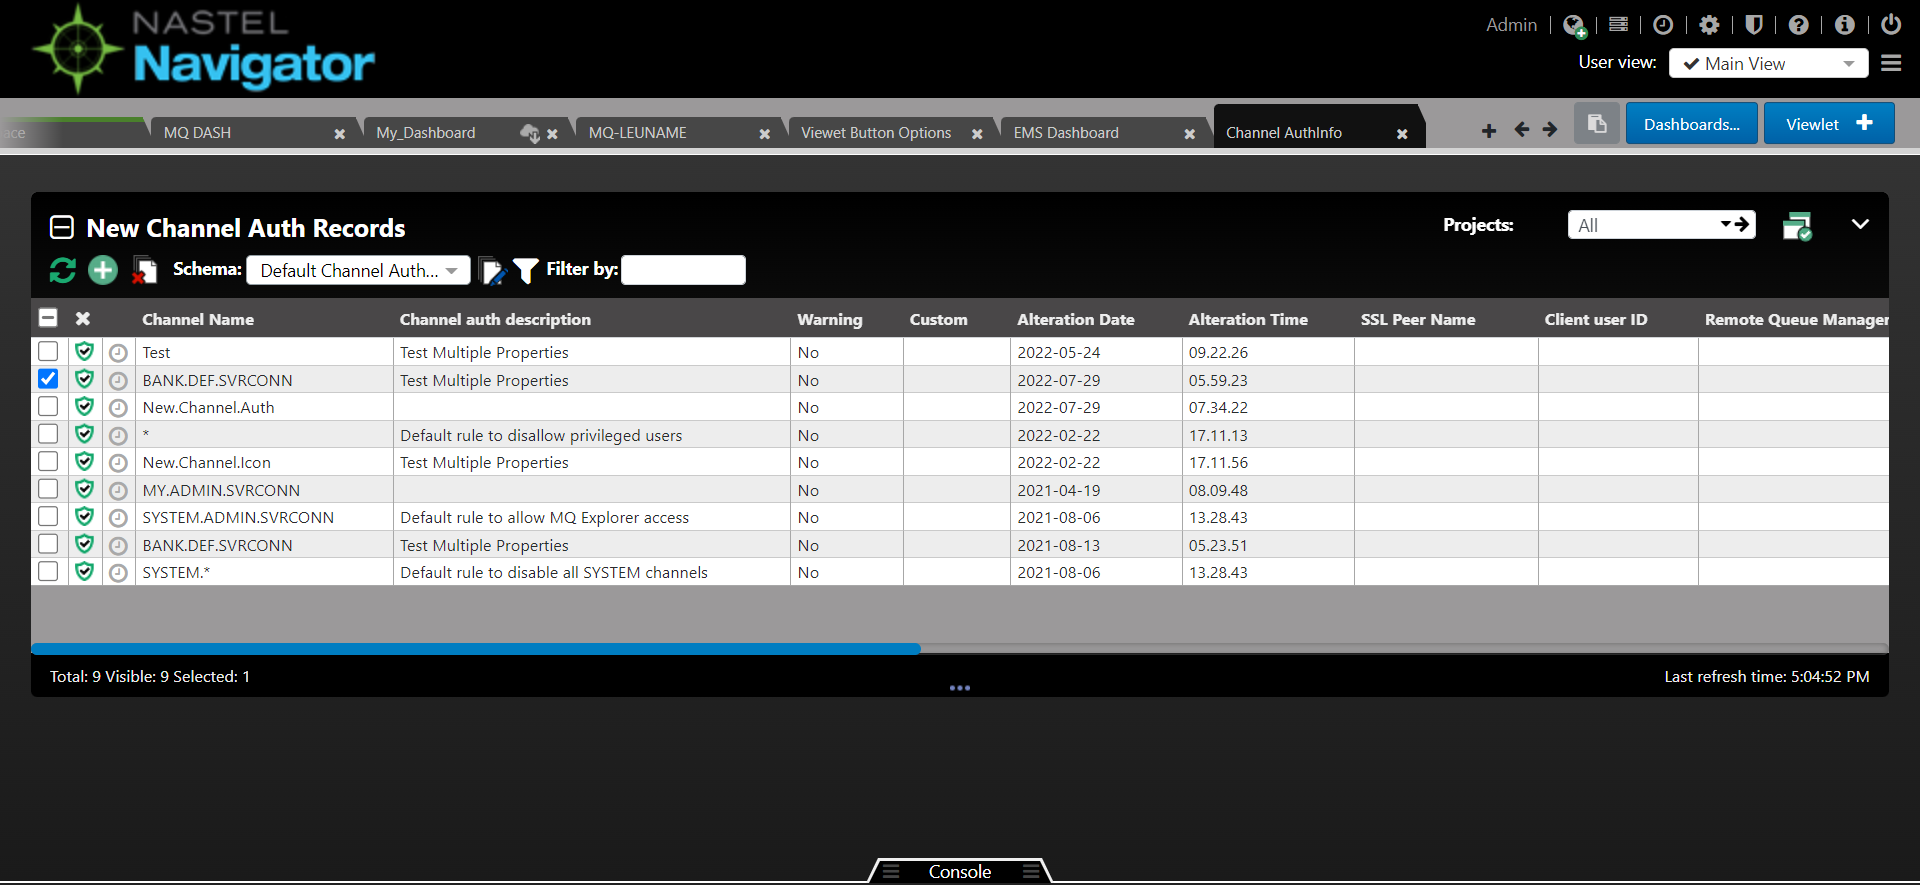 NASTEL
Navigator
Admin
User view: Main View
ace
MQ DASH
My_Dashboard
MQ-LEUNAME
Viewet Button Options
EMS Dashboard
Channel AuthInfo
Dashboards...
Viewlet
New Channel Auth Records
Projects: All
Schema: Default Channel Auth... Filter by:
Channel Name Channel auth description Warning Custom Alteration Date Alteration Time SSL Peer Name Client user ID Remote Queue Manager
Test Test Multiple Properties No 2022-05-24 09.22.26
BANK.DEF.SVRCONN Test Multiple Properties No 2022-07-29 05.59.23
New.Channel.Auth No 2022-07-29 07.34.22
* Default rule to disallow privileged users No 2022-02-22 17.11.13
New.Channel.Icon Test Multiple Properties No 2022-02-22 17.11.56
MY.ADMIN.SVRCONN No 2021-04-19 08.09.48
SYSTEM.ADMIN.SVRCONN Default rule to allow MQ Explorer access No 2021-08-06 13.28.43
BANK.DEF.SVRCONN Test Multiple Properties No 2021-08-13 05.23.51
SYSTEM.* Default rule to disable all SYSTEM channels No 2021-08-06 13.28.43
Total: 9 Visible: 9 Selected: 1
Last refresh time: 5:04:52 PM
Console